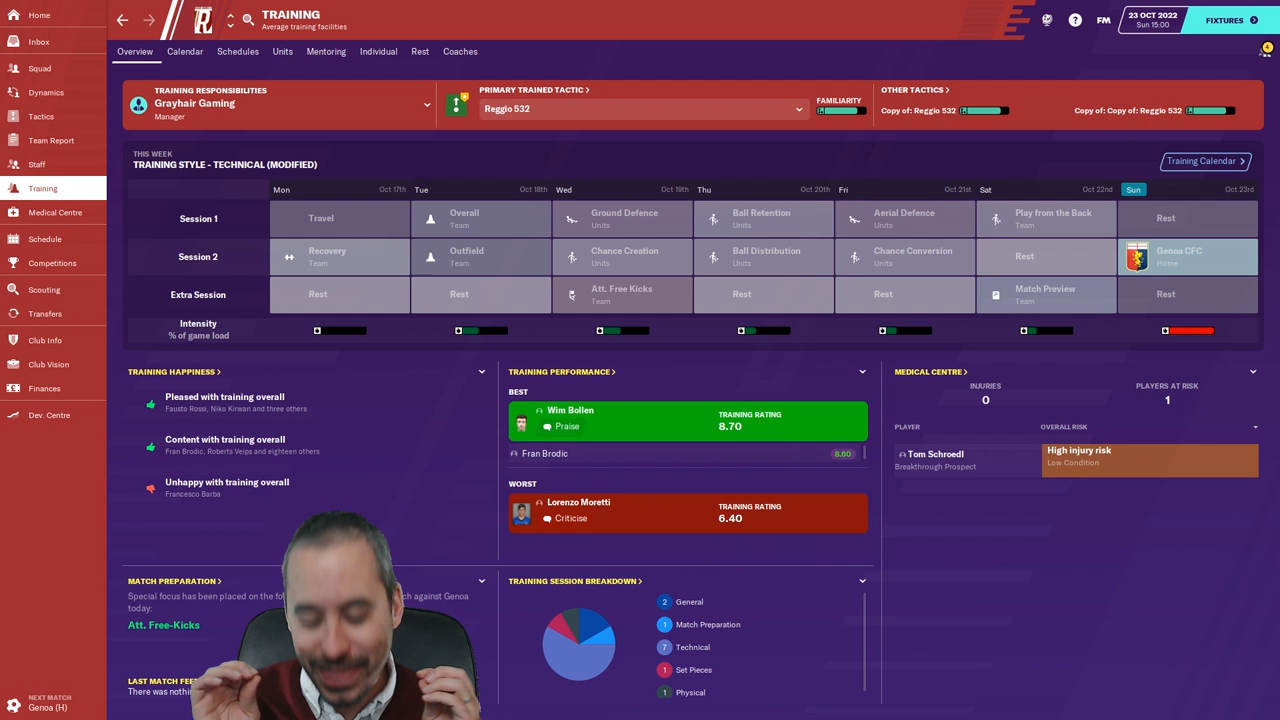 Home
Inbox
Squad
Dynamics
Tactics
Team Report
Staff
Training
Medical Centre
Schedule
Competitions
Scouting
Transfers
Club Info
Club Vision
Finances
Dev. Centre
NEXT MATCH
Genoa (H)
TRAINING
Average training facilities
FM
23 OCT 2022
Sun 15:00
FIXTURES
Overview
Calendar
Schedules
Units
Mentoring
Individual
Rest
Coaches
4
TRAINING RESPONSIBILITIES
Grayhair Gaming
Manager
PRIMARY TRAINED TACTIC >
Reggio 532
FAMILIARITY
OTHER TACTICS >
Copy of: Reggio 532
Copy of: Copy of: Reggio 532
THIS WEEK
TRAINING STYLE - TECHNICAL (MODIFIED)
Training Calendar >
Mon Oct 17th
Tue Oct 18th
Wed Oct 19th
Thu Oct 20th
Fri Oct 21st
Sat Oct 22nd
Sun Oct 23rd
Session 1
Travel
Overall
Team
Ground Defence
Units
Ball Retention
Units
Aerial Defence
Units
Play from the Back
Team
Rest
Session 2
Recovery
Team
Outfield
Team
Chance Creation
Units
Ball Distribution
Units
Chance Conversion
Units
Rest
Genoa CFC
Home
Extra Session
Rest
Rest
Att. Free Kicks
Team
Rest
Rest
Match Preview
Team
Rest
Intensity
% of game load
TRAINING HAPPINESS >
Pleased with training overall
Fausto Rossi, Niko Kirwan and three others
Content with training overall
Fran Brodic, Roberts Veips and eighteen others
Unhappy with training overall
Francesco Barba
TRAINING PERFORMANCE >
BEST
Wim Bollen
Praise
TRAINING RATING
8.70
Fran Brodic
8.60
WORST
Lorenzo Moretti
Criticise
TRAINING RATING
6.40
MEDICAL CENTRE >
INJURIES
0
PLAYERS AT RISK
1
PLAYER
OVERALL RISK
Tom Schroedl
Breakthrough Prospect
High injury risk
Low Condition
MATCH PREPARATION >
Special focus has been placed on the fo
ch against Genoa
today:
Att. Free-Kicks
LAST MATCH FEE
There was nothin
TRAINING SESSION BREAKDOWN >
2 General
1 Match Preparation
7 Technical
1 Set Pieces
1 Physical